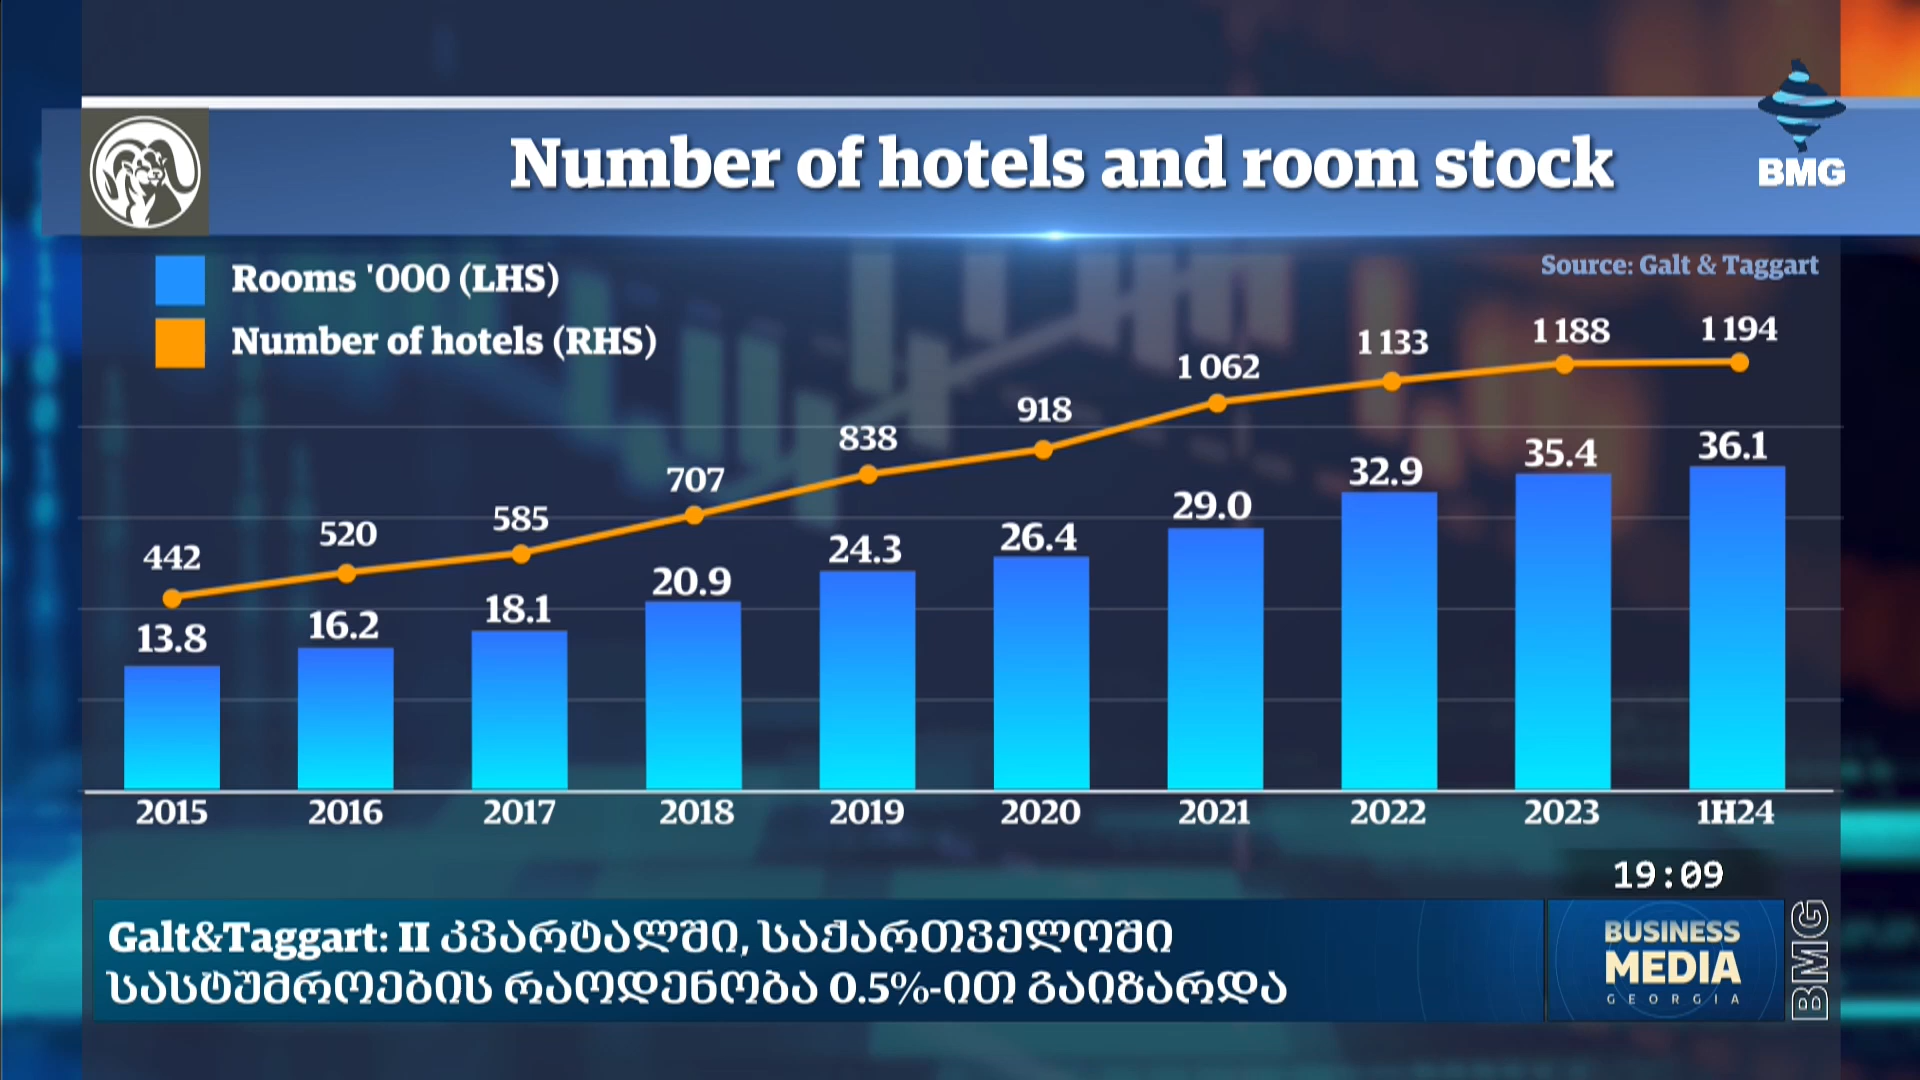 Number of hotels and room stock
BMG
Rooms '000 (LHS)
Number of hotels (RHS)
Source: Galt & Taggart
442
520
585
707
838
918
1 062
1 133
1 188
1 194
13.8
16.2
18.1
20.9
24.3
26.4
29.0
32.9
35.4
36.1
2015
2016
2017
2018
2019
2020
2021
2022
2023
1H24
19:09
Galt&Taggart: II კვარტალში, საქართველოში
სასტუმროების რაოდენობა 0.5%-ით გაიზარდა
BUSINESS
MEDIA
GEORGIA
BMG